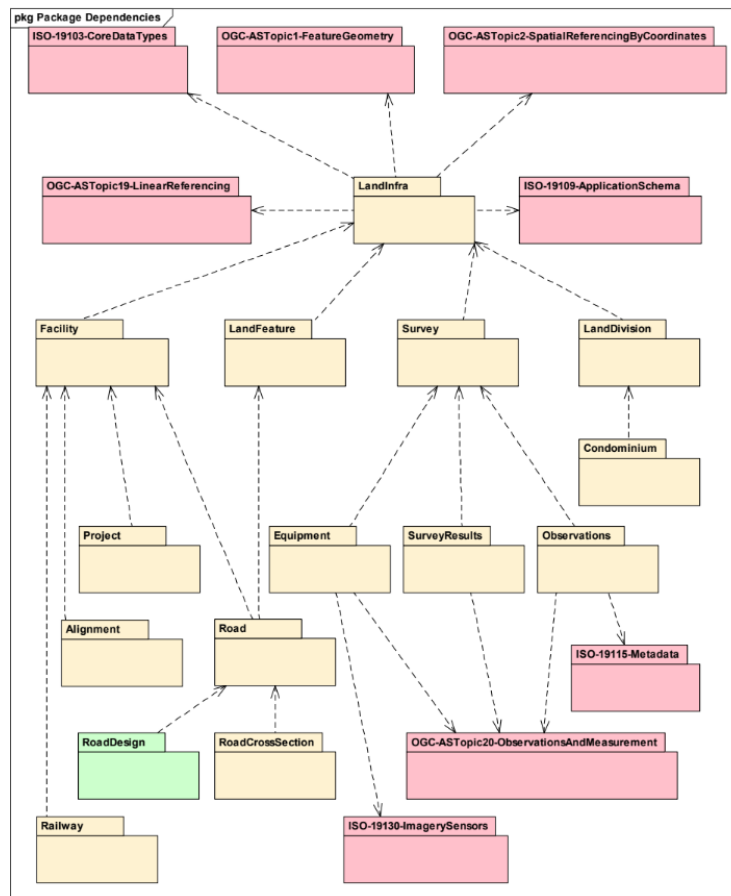 pkg Package Dependencies
ISO-19103-CoreDataTypes
OGC-ASTopic1-FeatureGeometry
OGC-ASTopic2-SpatialReferencingByCoordinates
OGC-ASTopic19-LinearReferencing
LandInfra
ISO-19109-ApplicationSchema
Facility
LandFeature
Survey
LandDivision
Condominium
Project
Equipment
SurveyResults
Observations
Alignment
Road
ISO-19115-Metadata
RoadDesign
RoadCrossSection
OGC-ASTopic20-ObservationsAndMeasurement
Railway
ISO-19130-ImagerySensors